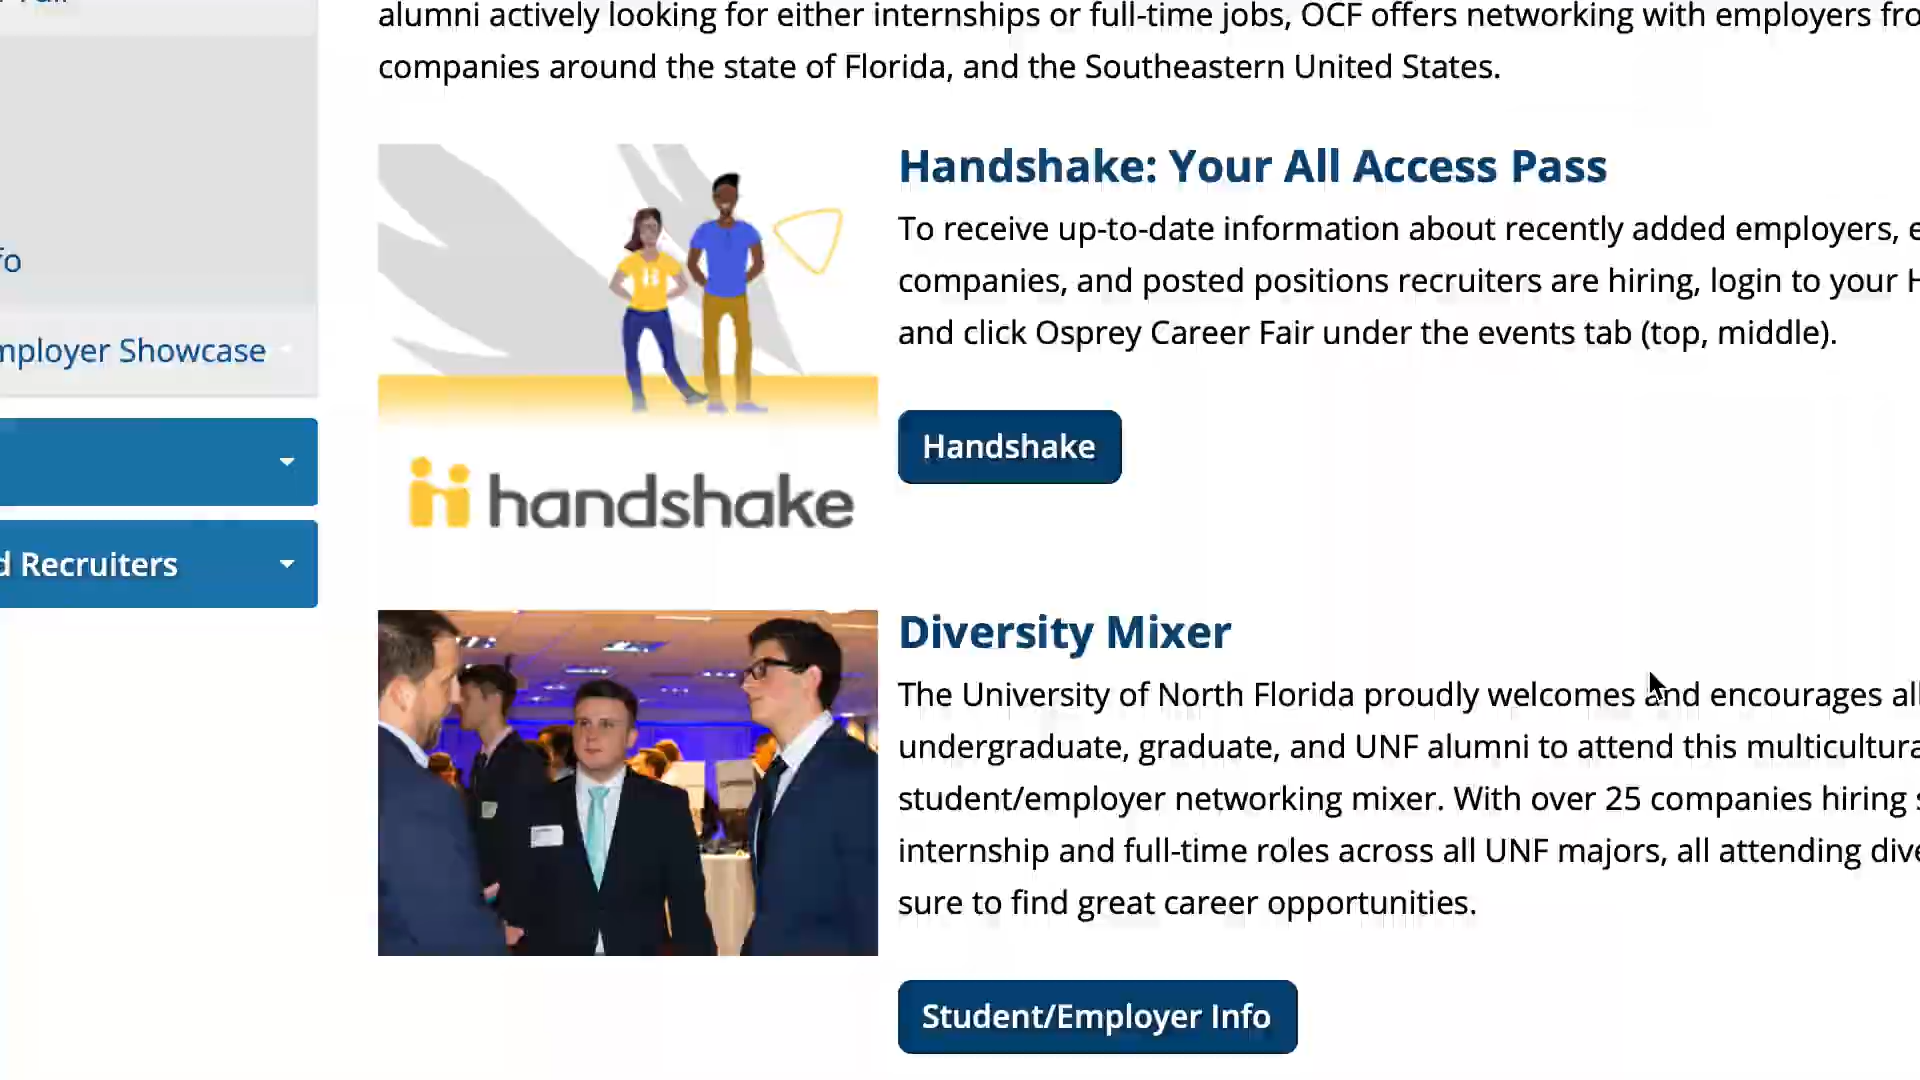 alumni actively looking for either internships or full-time jobs, OCF offers networking with employers
companies around the state of Florida, and the Southeastern United States.
Handshake: Your All Access Pass
To receive up-to-date information about recently added employers,
companies, and posted positions recruiters are hiring, login to your
and click Osprey Career Fair under the events tab (top, middle).
Handshake
handshake
Employer Showcase
Recruiters
Diversity Mixer
The University of North Florida proudly welcomes and encourages all
undergraduate, graduate, and UNF alumni to attend this
student/employer networking mixer. With over 25 companies hiring
internship and full-time roles across all UNF majors, all attending
sure to find great career opportunities.
Student/Employer Info